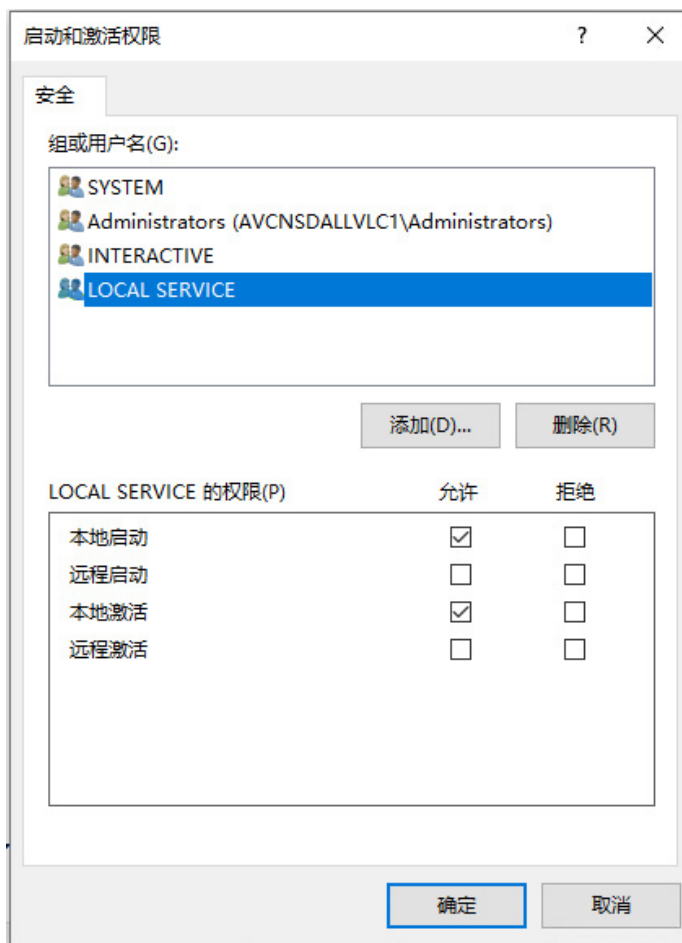 启动和激活权限
安全
组或用户名(G):
SYSTEM
Administrators (AVCNSDALLVLC1\Administrators)
INTERACTIVE
LOCAL SERVICE
添加(D)... 删除(R)
LOCAL SERVICE 的权限(P) 允许 拒绝
本地启动
远程启动
本地激活
远程激活
确定 取消